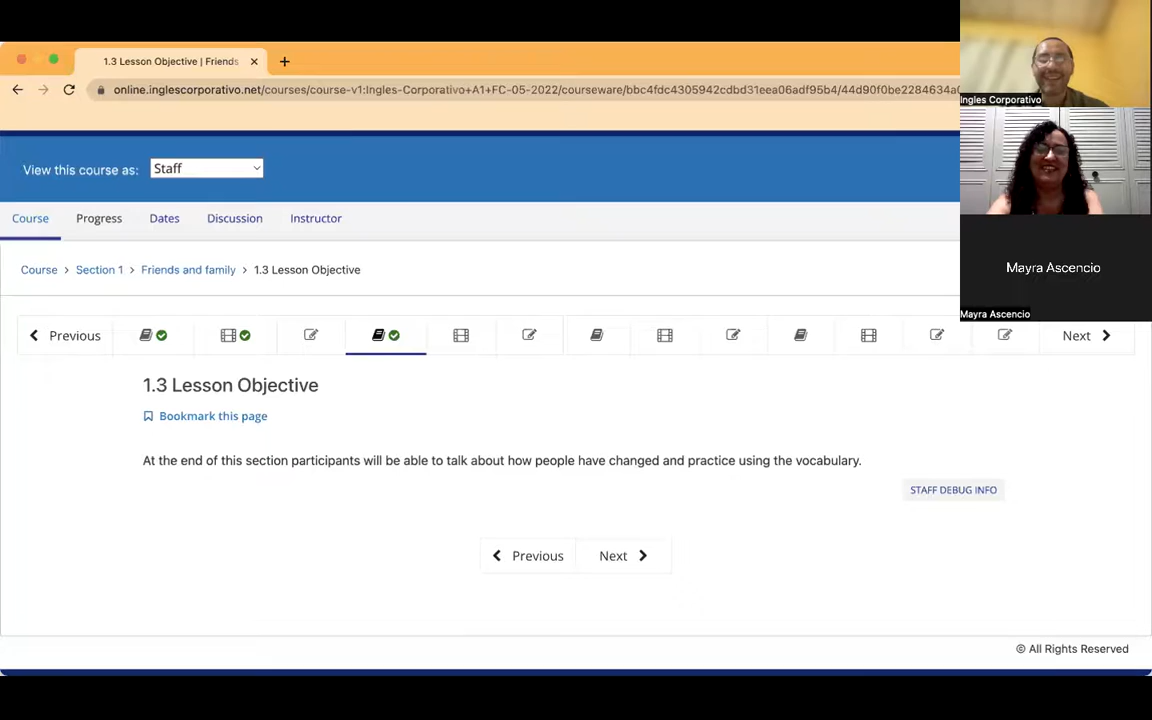 1.3 Lesson Objective | Friends
online.inglescorporativo.net/courses/course-v1:Ingles-Corporativo+A1+FC-05-2022/courseware/bbc4fdc4305942cdbd31eea06adf95b4/44d90f0be2284634a0
Ingles Corporativo
View this course as: Staff
Course Progress Dates Discussion Instructor
Mayra Ascencio
Mayra Ascencio
Course > Section 1 > Friends and family > 1.3 Lesson Objective
Previous Next
1.3 Lesson Objective
Bookmark this page
At the end of this section participants will be able to talk about how people have changed and practice using the vocabulary.
STAFF DEBUG INFO
Previous Next
© All Rights Reserved